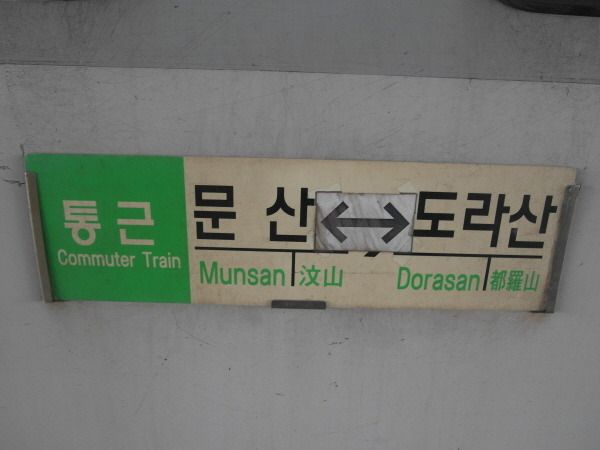 통근
Commuter Train
문산 ↔ 도라산
Munsan 汶山 Dorasan 都羅山